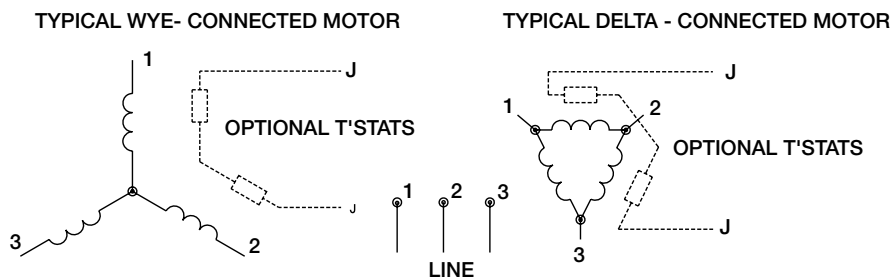 TYPICAL WYE- CONNECTED MOTOR
TYPICAL DELTA - CONNECTED MOTOR
1
J
OPTIONAL T'STATS
J
3
2
1
2
3
LINE
J
1
2
OPTIONAL T'STATS
J
3